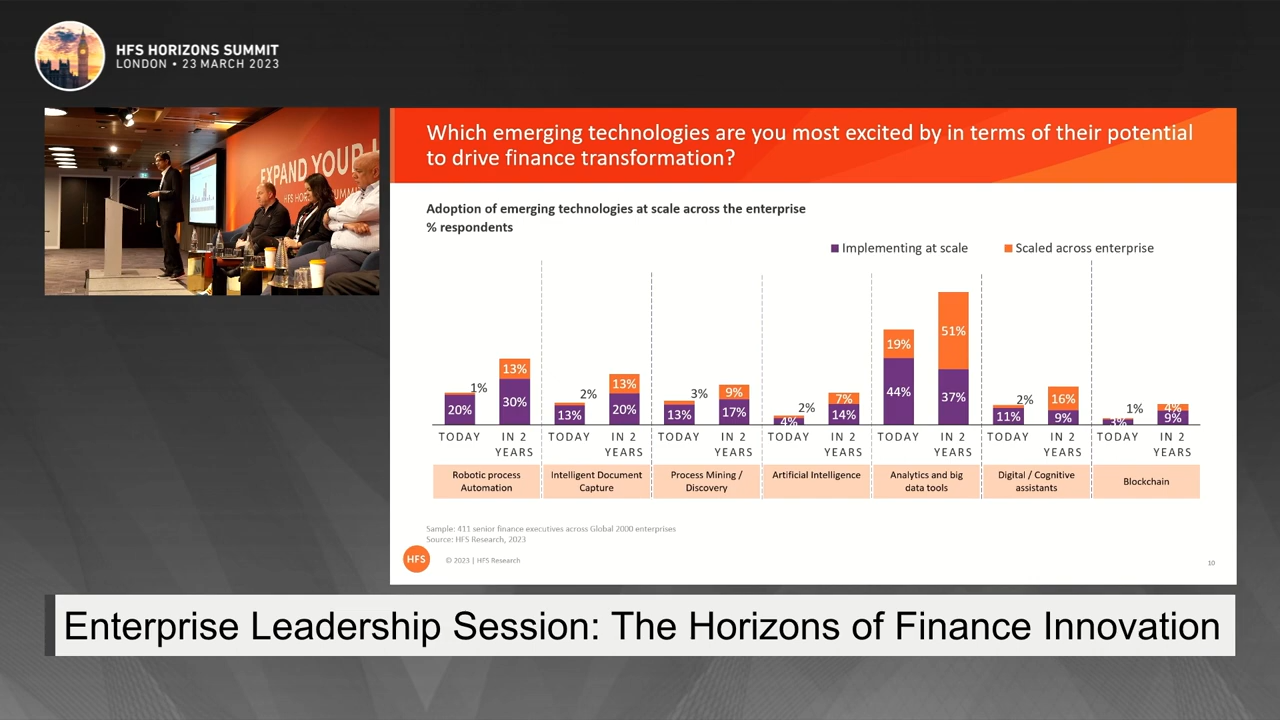 HFS HORIZONS SUMMIT
LONDON • 23 MARCH 2023
EXPAND YOUR
Which emerging technologies are you most excited by in terms of their potential
to drive finance transformation?
Adoption of emerging technologies at scale across the enterprise
% respondents
Implementing at scale
Scaled across enterprise
1%
20%
13%
30%
2%
13%
13%
20%
3%
13%
9%
17%
2%
4%
7%
14%
19%
44%
51%
37%
2%
11%
16%
9%
1%
3%
4%
9%
TODAY IN 2 YEARS
TODAY IN 2 YEARS
TODAY IN 2 YEARS
TODAY IN 2 YEARS
TODAY IN 2 YEARS
TODAY IN 2 YEARS
TODAY IN 2 YEARS
Robotic process
Automation
Intelligent Document
Capture
Process Mining /
Discovery
Artificial Intelligence
Analytics and big
data tools
Digital / Cognitive
assistants
Blockchain
Sample: 411 senior finance executives across Global 2000 enterprises
Source: HFS Research, 2023
HFS
© 2023 | HFS Research
10
Enterprise Leadership Session: The Horizons of Finance Innovation